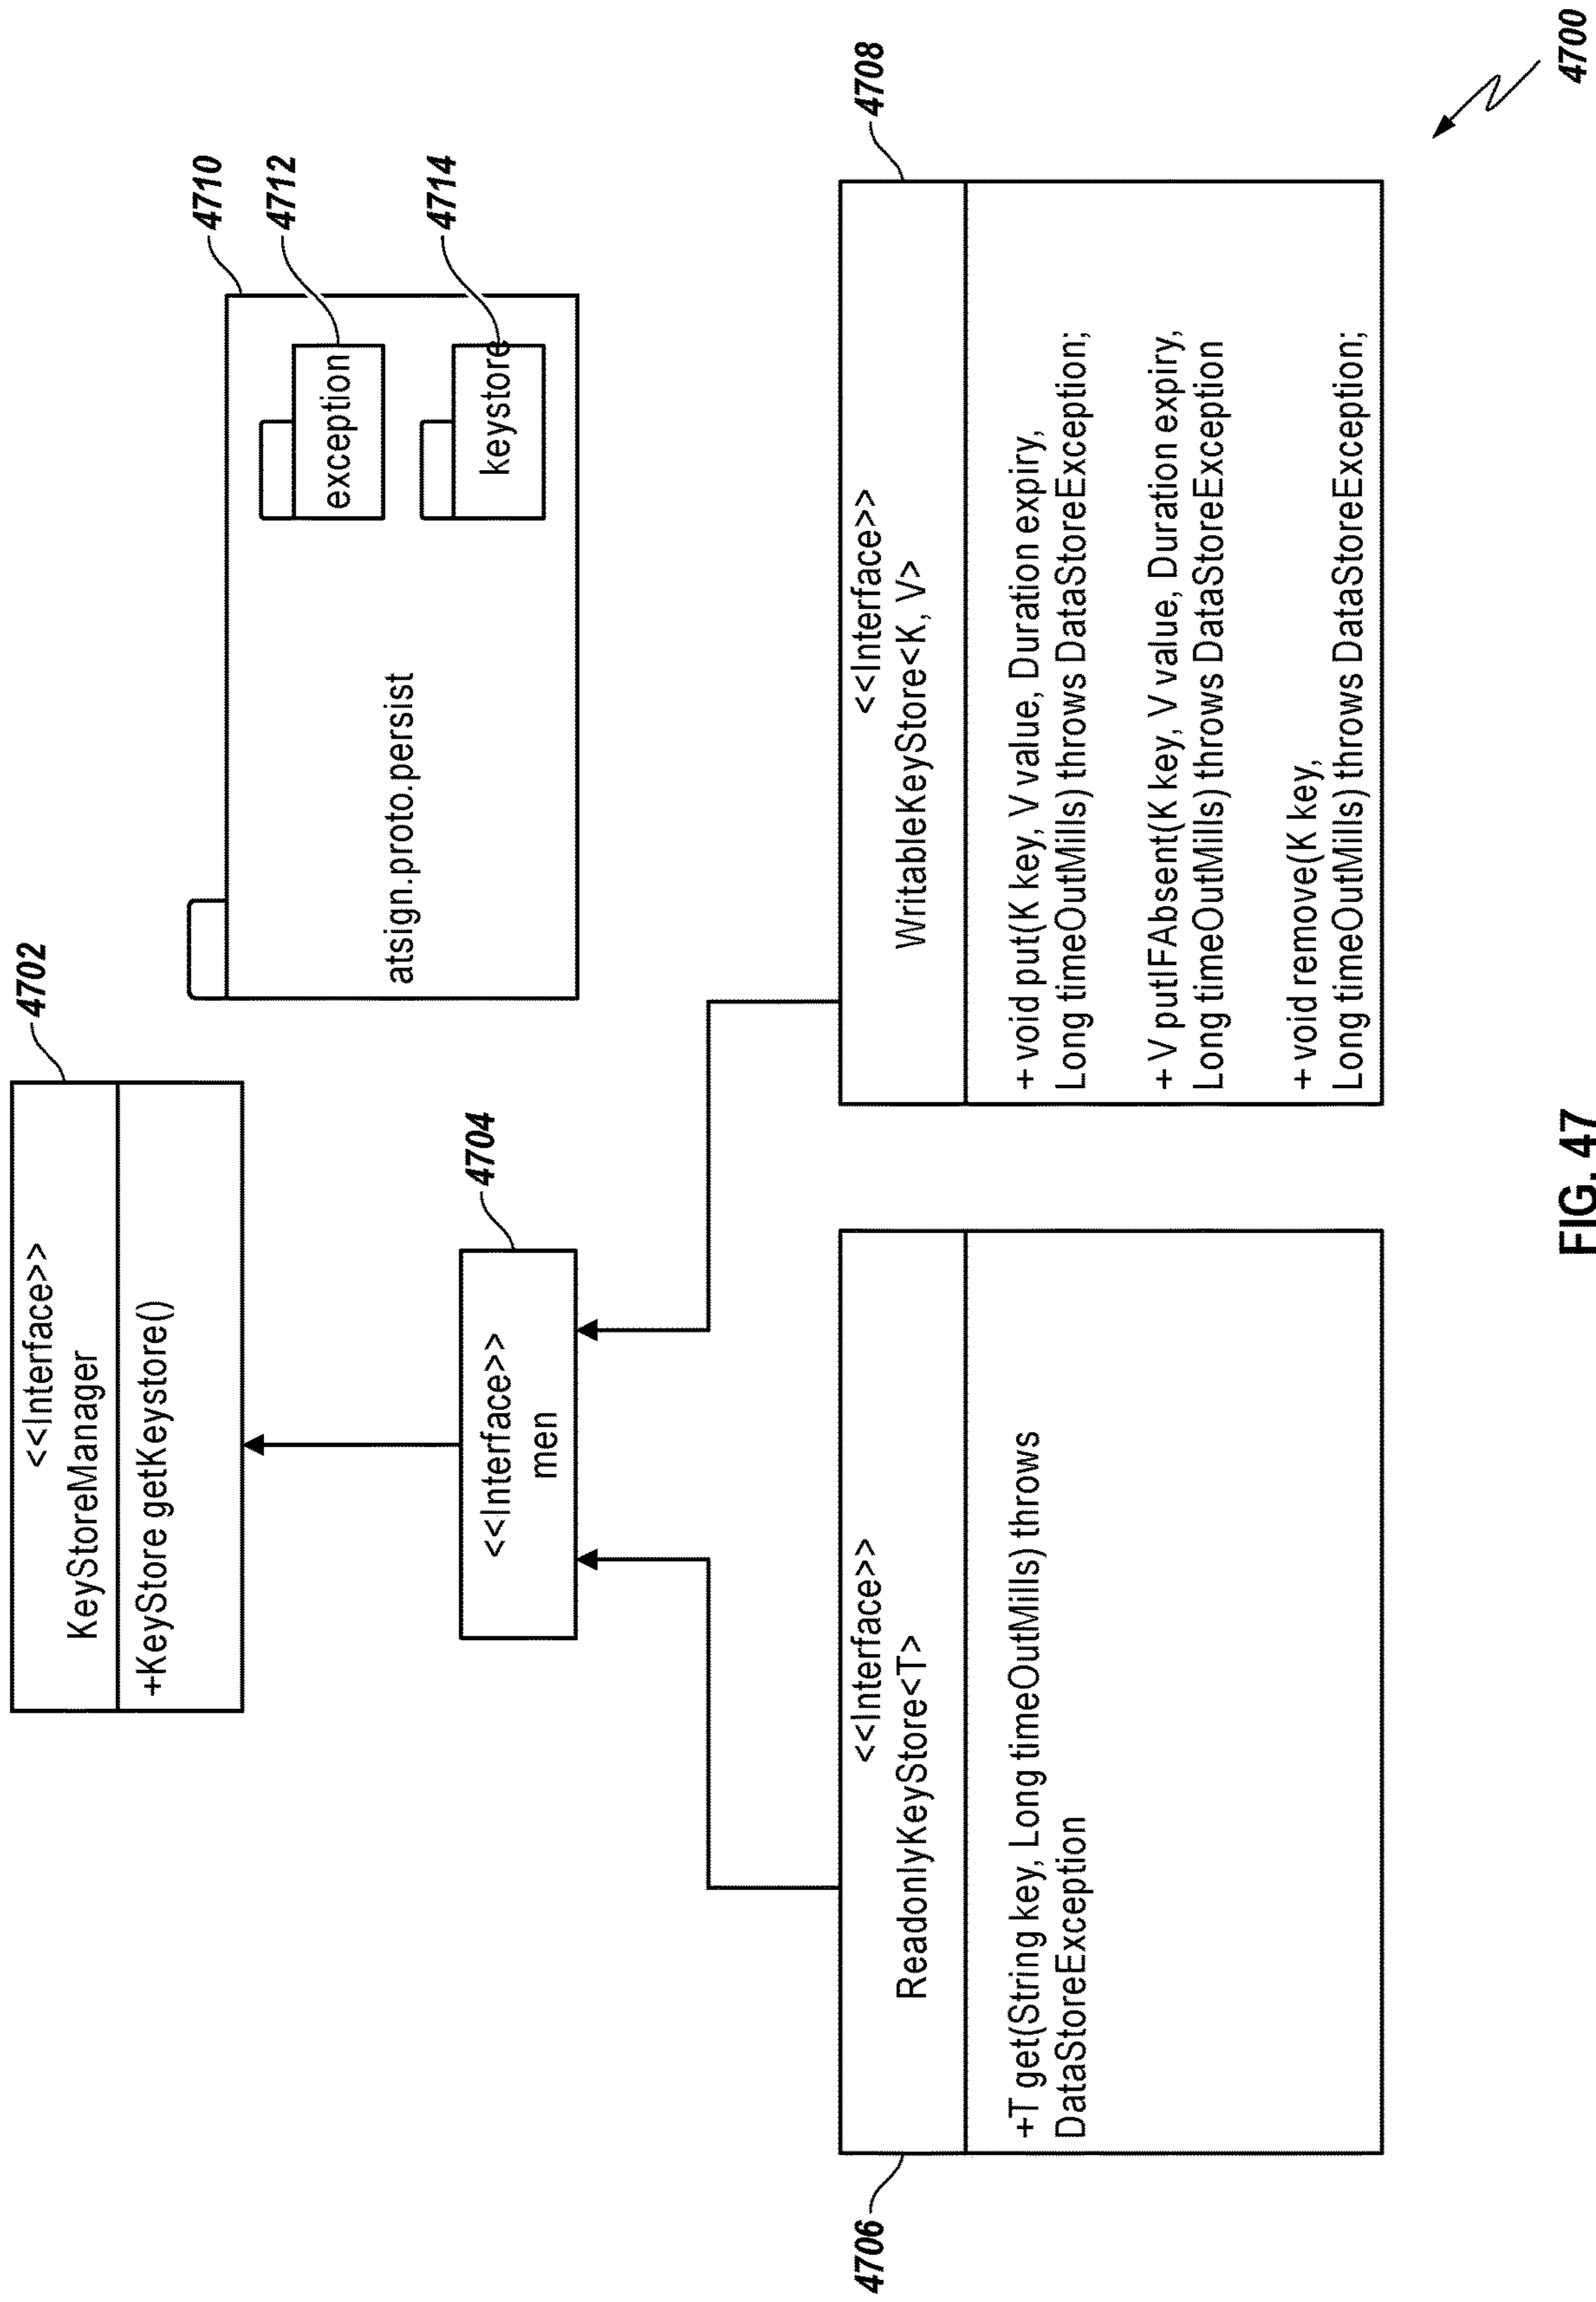 4702
<<Interface>>
KeyStoreManager
+KeyStore getKeystore()
4710
4712
4714
atsign.proto.persist
exception
keystore
4704
<<Interface>>
men
4706
<<Interface>>
ReadonlyKeyStore<T>
+T get(String key, Long timeOutMills) throws
DataStoreException
4708
<<Interface>>
WritableKeyStore<K, V>
+ void put(K key, V value, Duration expiry,
Long timeOutMills) throws DataStoreException;
+ V putIFAbsent(K key, V value, Duration expiry,
Long timeOutMills) throws DataStoreException
+ void remove(K key,
Long timeOutMills) throws DataStoreException;
4700
FIG. 47